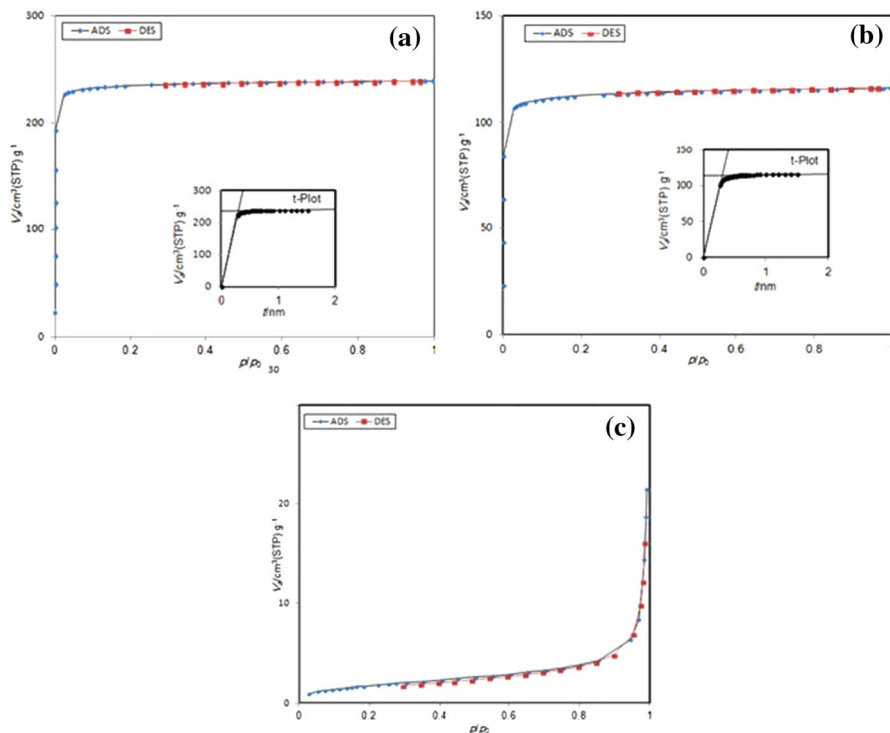 300
ADS DES
(a)
200
Va/cm³(STP) g⁻¹
100
0
300
t-Plot
200
Va/cm³(STP) g⁻¹
100
0
0 1 2
t/nm
0 0.2 0.4 0.6 0.8 1
p/p₀
30
150
ADS DES
(b)
100
Va/cm³(STP) g⁻¹
50
0
150
t-Plot
100
Va/cm³(STP) g⁻¹
50
0
0 1 2
t/nm
0 0.2 0.4 0.6 0.8 1
p/p₀
ADS DES
(c)
20
Va/cm³(STP) g⁻¹
10
0
0 0.2 0.4 0.6 0.8 1
p/p₀